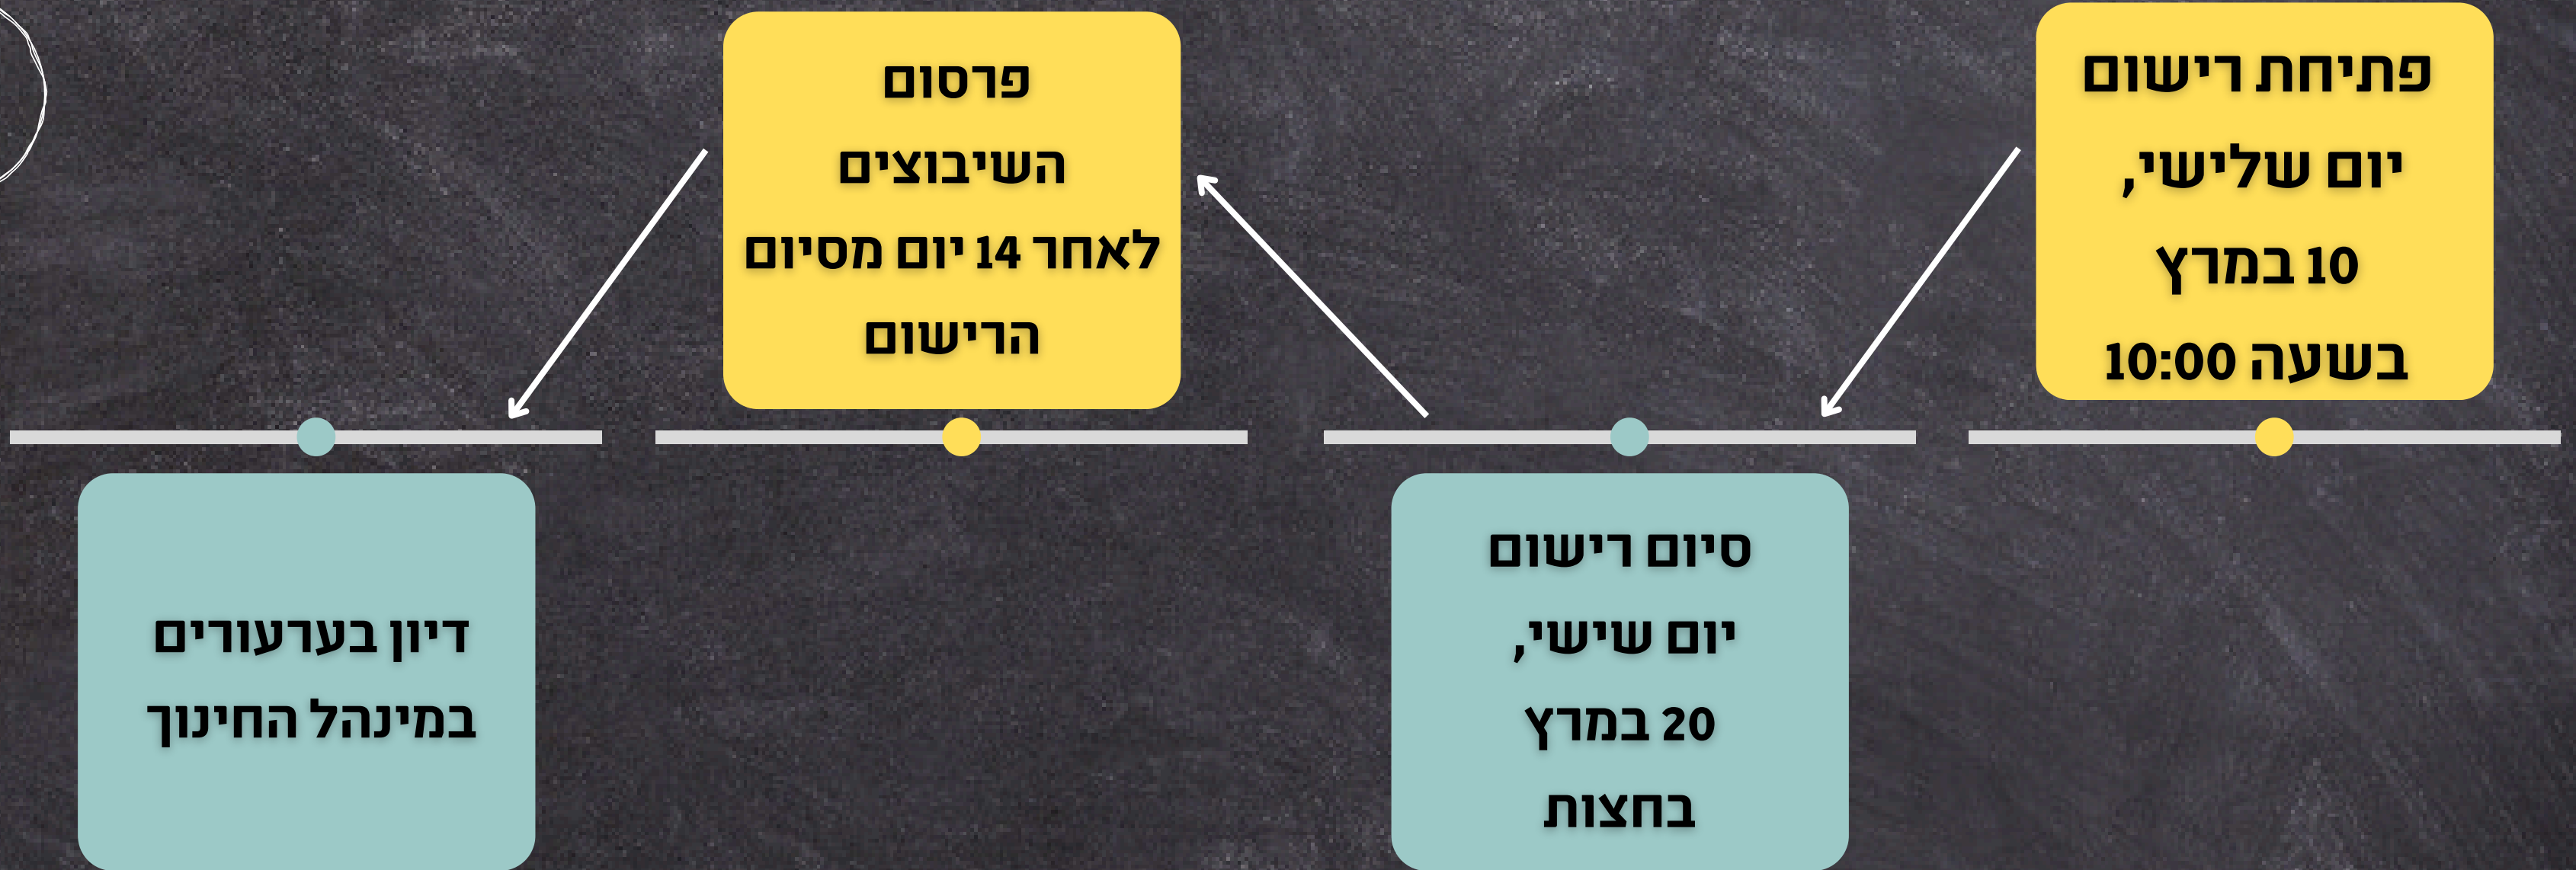 פתיחת רישום
יום שלישי,
10 במרץ
בשעה 10:00
סיום רישום
יום שישי,
20 במרץ
בחצות
פרסום
השיבוצים
לאחר 14 יום מסיום
הרישום
דיון בערעורים
במינהל החינוך